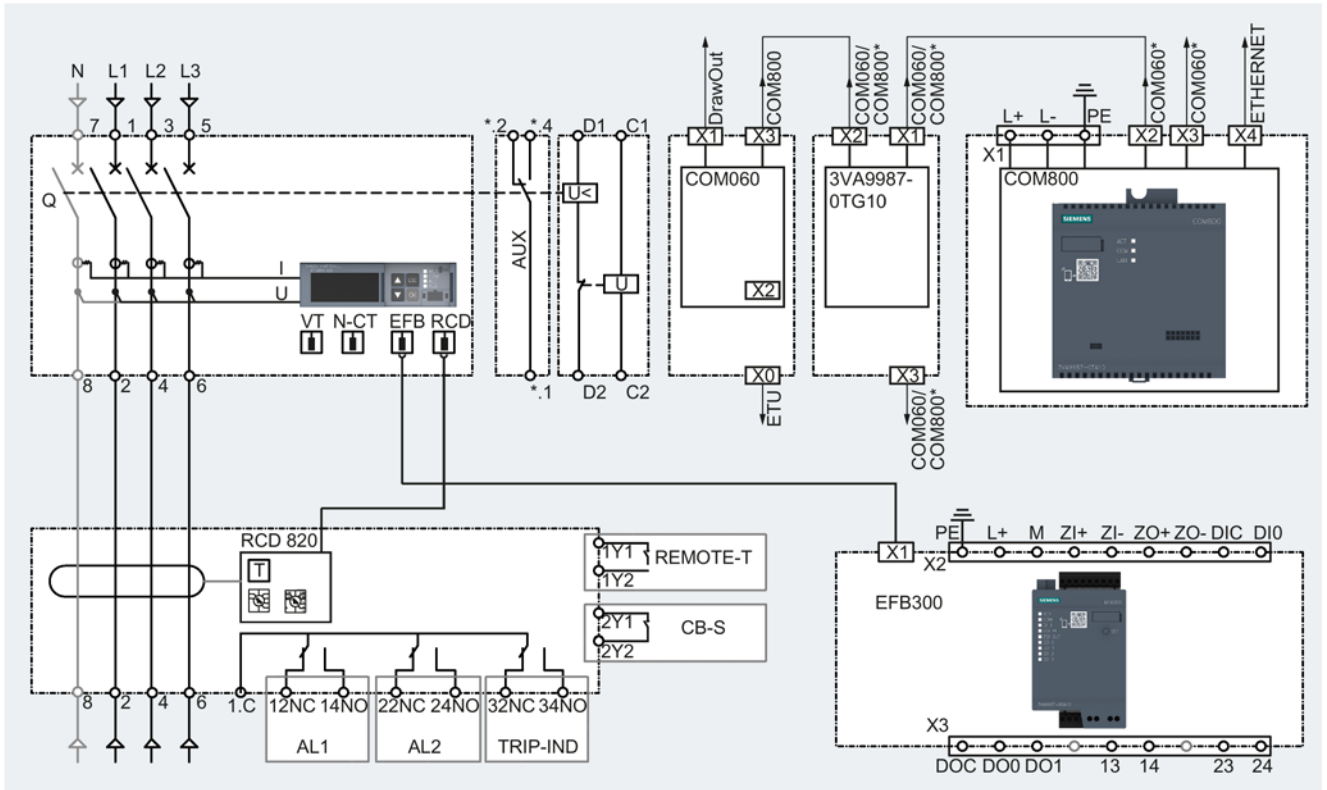 N L1 L2 L3
7 1 3 5
Q
I
U
VT N-CT EFB RCD
8 2 4 6
*.2 *.4
AUX
*.1
D1 C1
U<
U
D2 C2
DrawOut
COM800
X1 X3
COM060
X2
X0
ETU
COM060/
COM800*
COM060/
COM800*
X2 X1
3VA9987-
0TG10
X3
COM060/
COM800*
L+ L- PE
X1
COM060*
COM060*
ETHERNET
X2 X3 X4
COM800
SIEMENS
COM800
RCD 820
T
1Y1
1Y2
REMOTE-T
2Y1
2Y2
CB-S
8 2 4 6
1.C
12NC 14NO
AL1
22NC 24NO
AL2
32NC 34NO
TRIP-IND
X1
PE L+ M ZI+ ZI- ZO+ ZO- DIC DI0
X2
EFB300
SIEMENS
X3
DOC DO0 DO1 13 14 23 24